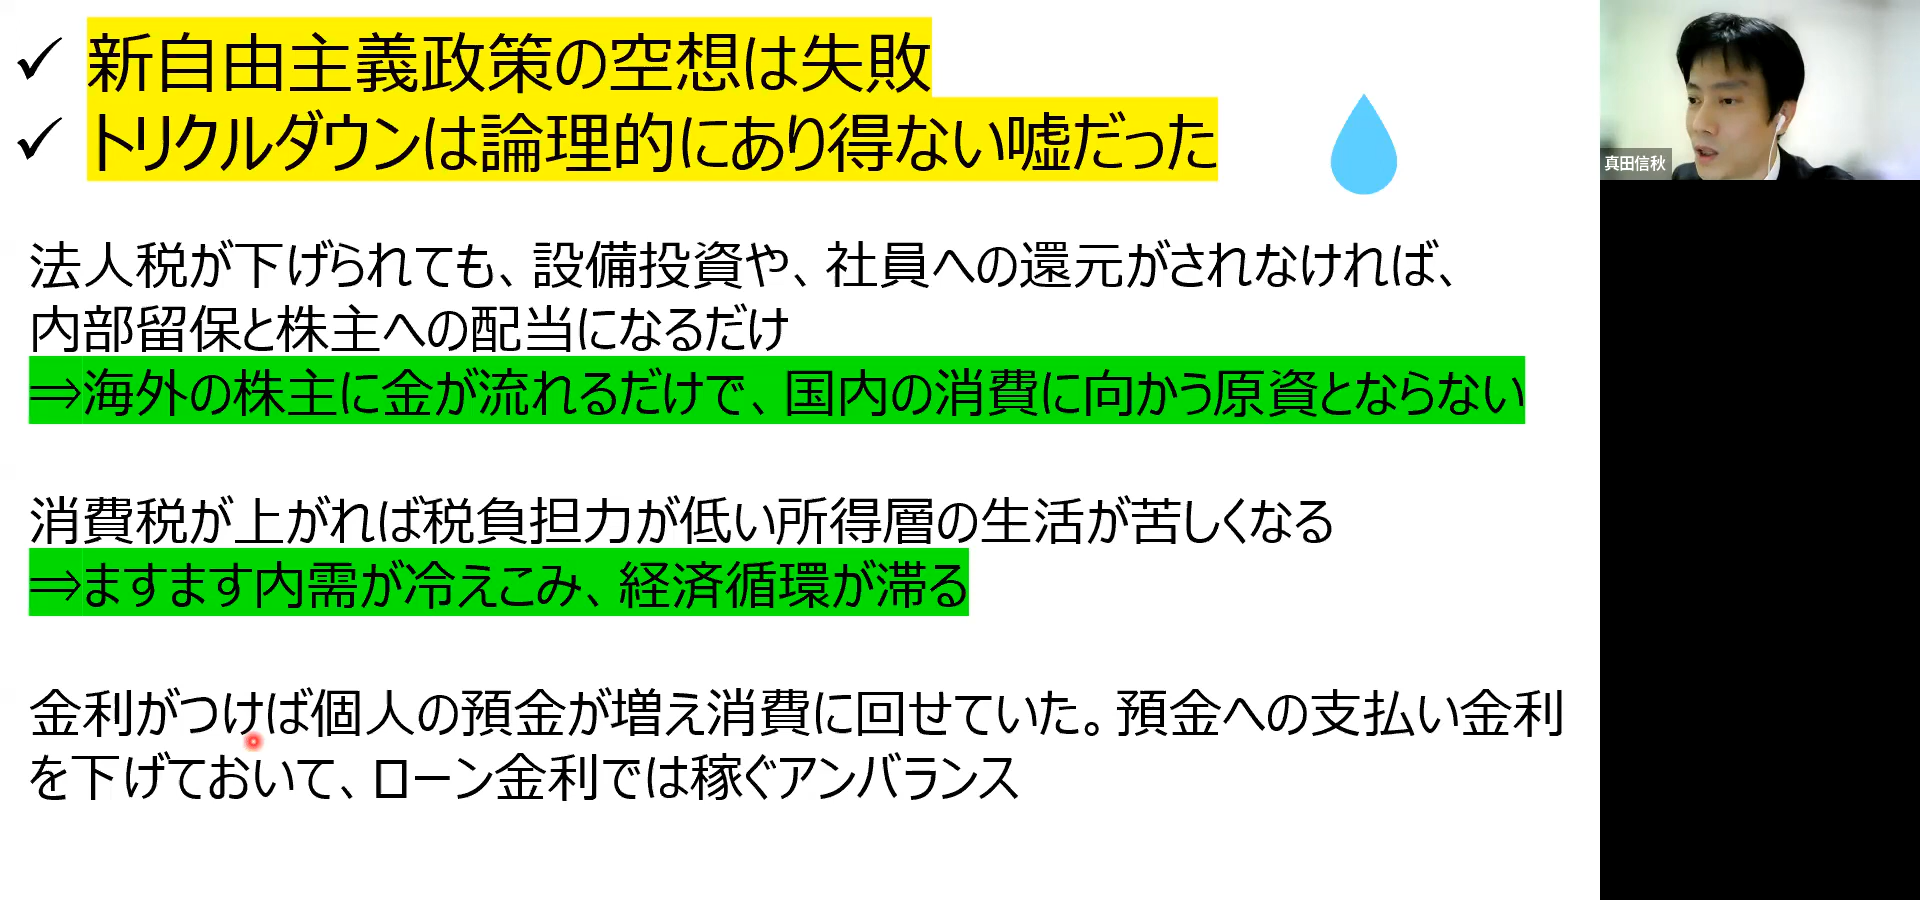 ✓ 新自由主義政策の空想は失敗
✓ トリクルダウンは論理的にあり得ない嘘だった
真田信秋
法人税が下げられても、設備投資や、社員への還元がされなければ、
内部留保と株主への配当になるだけ
⇒海外の株主に金が流れるだけで、国内の消費に向かう原資とならない
消費税が上がれば税負担力が低い所得層の生活が苦しくなる
⇒ますます内需が冷えこみ、経済循環が滞る
金利がつけば個人の預金が増え消費に回せていた。預金への支払い金利
を下げておいて、ローン金利では稼ぐアンバランス